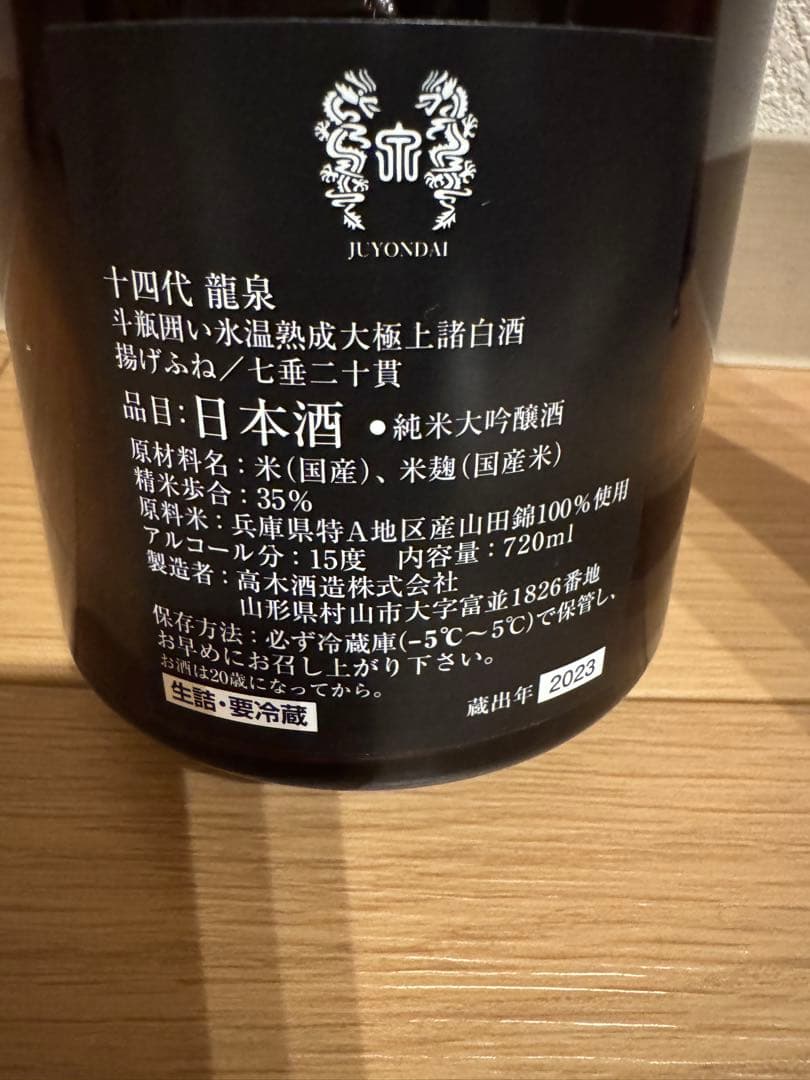 JUYONDAI
十四代 龍泉
斗瓶囲い氷温熟成大極上諸白酒
揚げふね/七垂二十貫
品目:日本酒 ●純米大吟醸酒
原材料名:米(国産)、米麹(国産米)
精米歩合:35%
原料米:兵庫県特A地区産山田錦100%使用
アルコール分:15度 内容量:720ml
製造者:高木酒造株式会社
山形県村山市大字富並1826番地
保存方法:必ず冷蔵庫(-5℃~5℃)で保管し、
お早めにお召し上がり下さい。
お酒は20歳になってから。
生詰・要冷蔵
蔵出年 2023